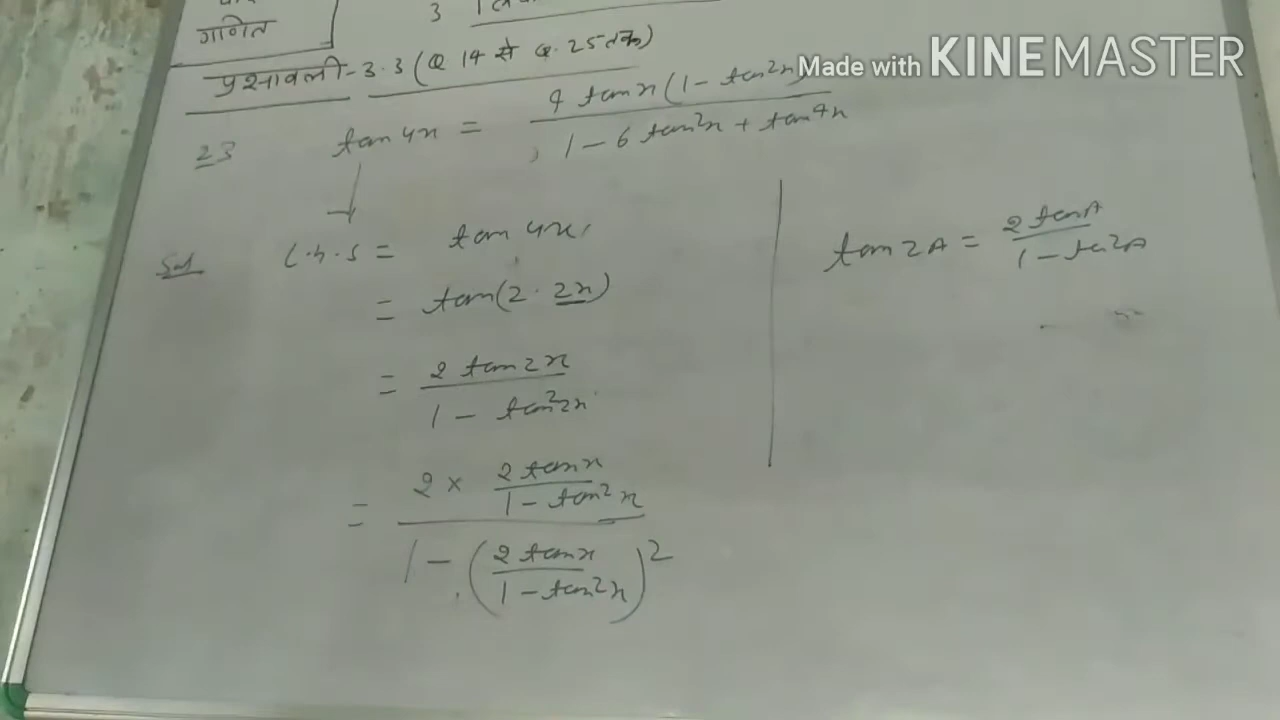 गणित
3
प्रश्नावली-3.3 (Q 14 से Q. 25 तक)
Made with KINEMASTER
23 tan 4x = 4 tan x (1 - tan²x) / 1 - 6 tan²x + tan⁴x
Sol L.H.S = tan 4x
= tan(2 · 2x)
= 2 tan 2x / 1 - tan²2x
= 2 × 2 tan x / 1 - tan²x
1 - (2 tan x / 1 - tan²x)²
tan 2A = 2 tan A / 1 - tan²A